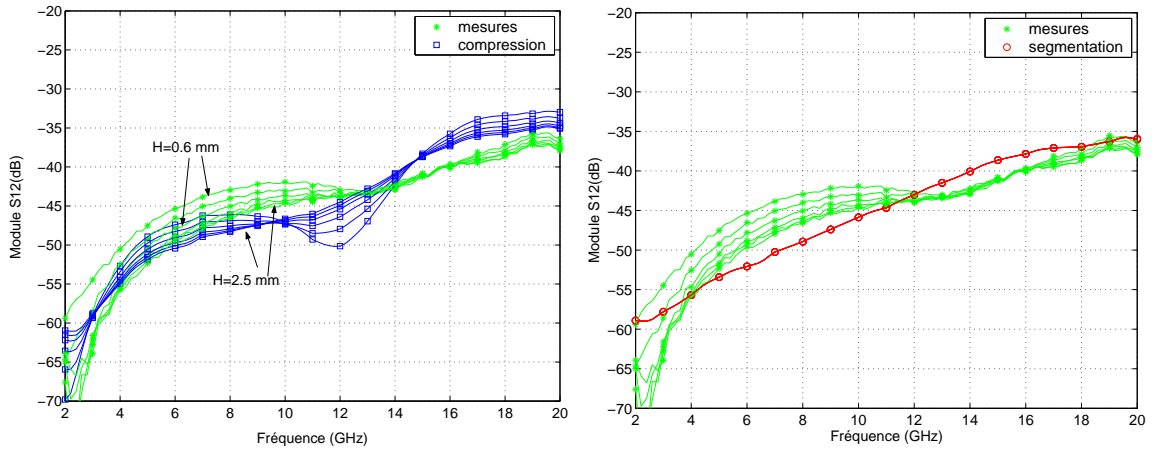 −20
−25
−30
−35
−40
−45
−50
−55
−60
−65
−70
2 4 6 8 10 12 14 16 18 20
Module S12(dB)
Fréquence (GHz)
mesures
compression
H=0.6 mm
H=2.5 mm
−20
−25
−30
−35
−40
−45
−50
−55
−60
−65
−70
2 4 6 8 10 12 14 16 18 20
Module S12(dB)
Fréquence (GHz)
mesures
segmentation